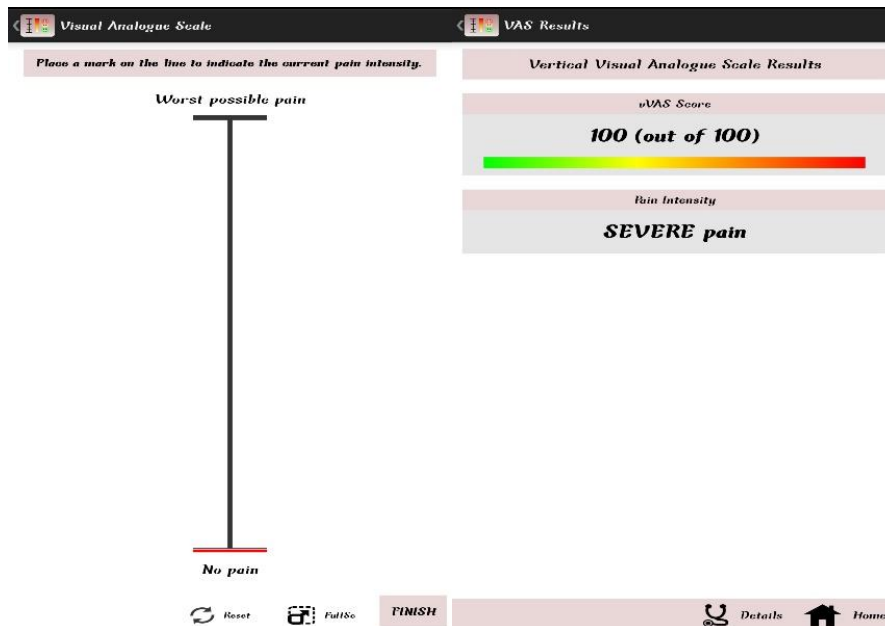 Visual Analogue Scale
Place a mark on the line to indicate the current pain intensity.
Worst possible pain
No pain
Reset
FullSc
FINISH
VAS Results
Vertical Visual Analogue Scale Results
vVAS Score
100 (out of 100)
Pain Intensity
SEVERE pain
Details
Home